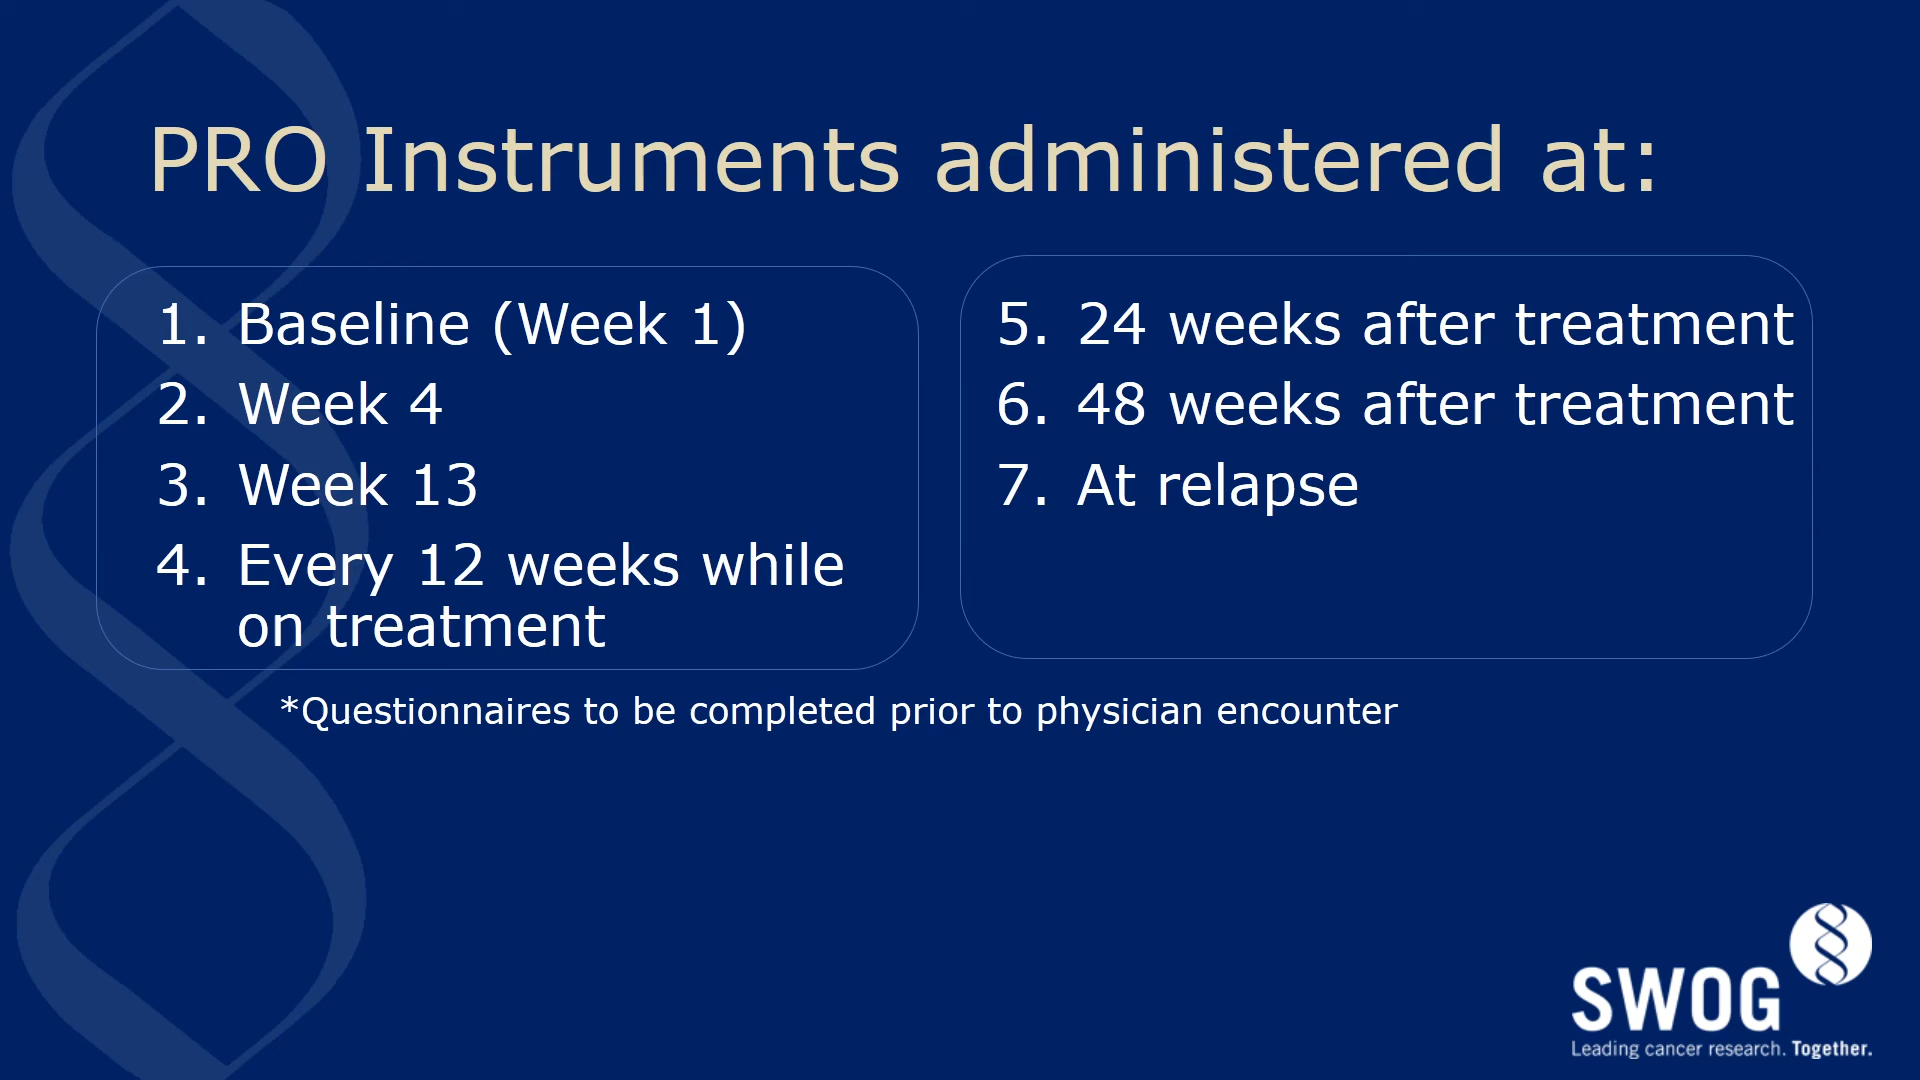 PRO Instruments administered at:
1. Baseline (Week 1)
2. Week 4
3. Week 13
4. Every 12 weeks while
on treatment
5. 24 weeks after treatment
6. 48 weeks after treatment
7. At relapse
*Questionnaires to be completed prior to physician encounter
SWOG
Leading cancer research. Together.